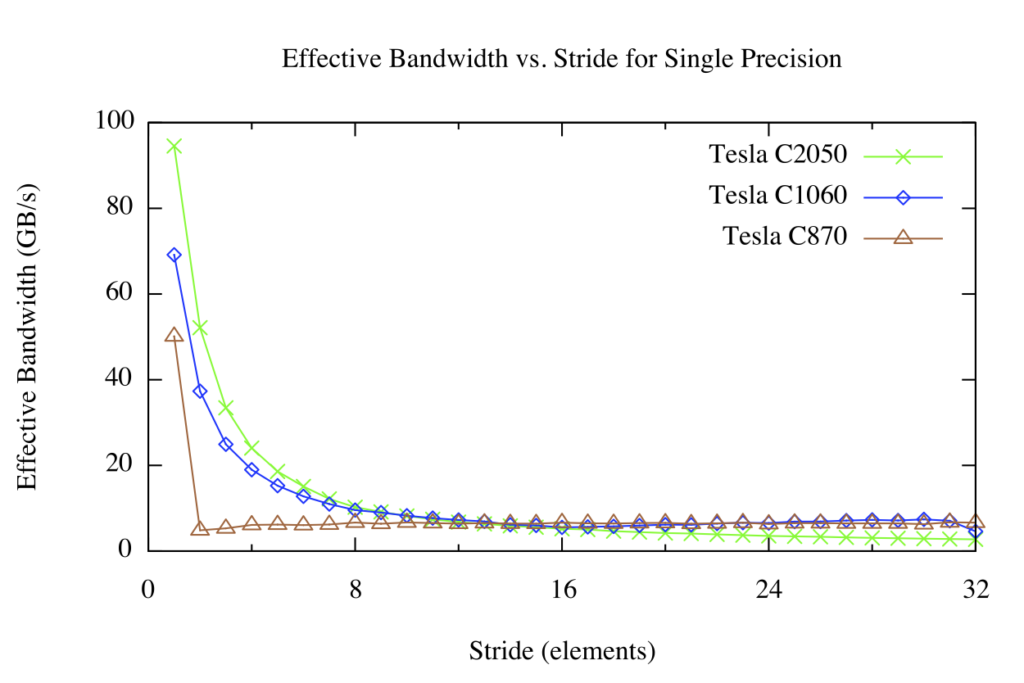 Effective Bandwidth vs. Stride for Single Precision
Effective Bandwidth (GB/s)
100
80
60
40
20
0
Tesla C2050
Tesla C1060
Tesla C870
0 8 16 24 32
Stride (elements)